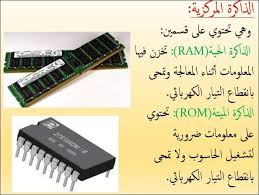 الذاكرة المركزية:
وهي تحتوي على قسمين:
الذاكرة الحية(RAM): تخزن فيها
المعلومات أثناء المعالجة وتمحى
بانقطاع التيار الكهربائي.
الذاكرة الميتة(ROM): تحتوي
على معلومات ضرورية
لتشغيل الحاسوب ولا تمحى
بانقطاع التيار الكهربائي.